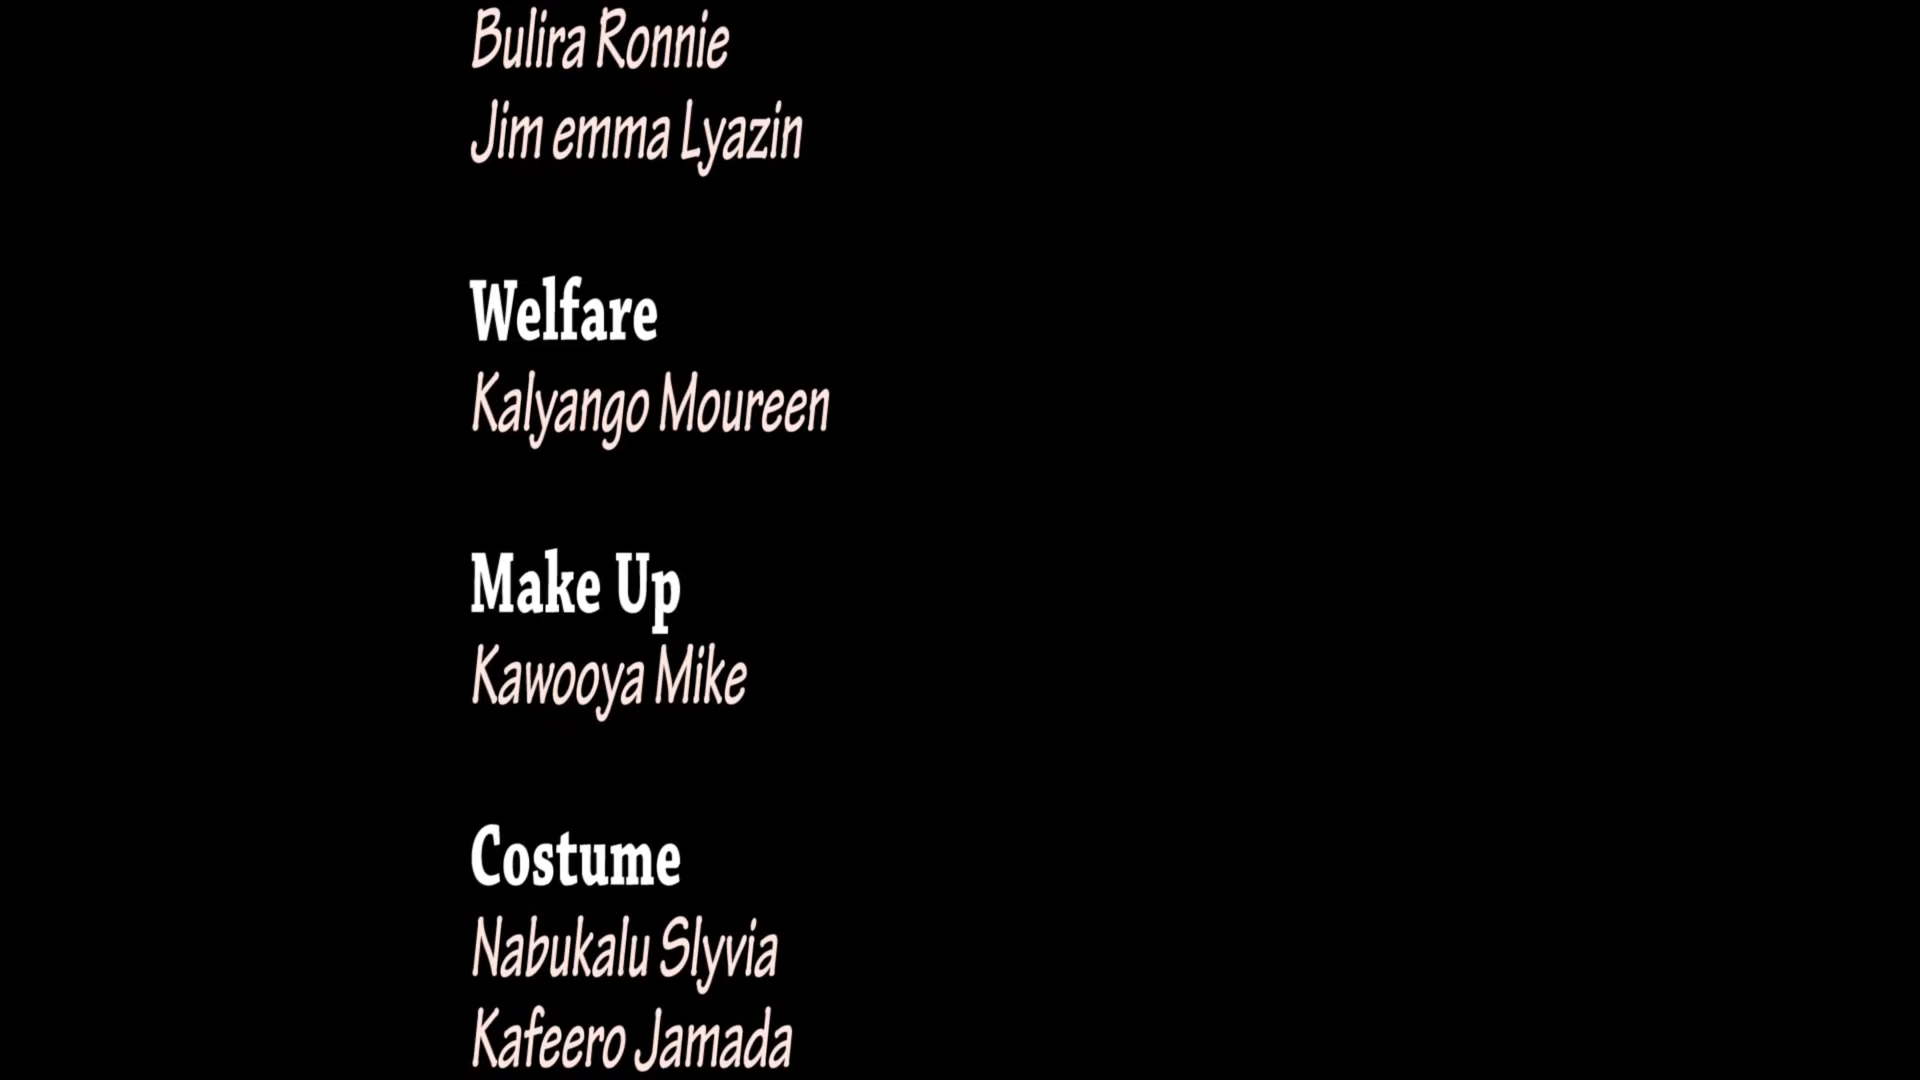 Bulira Ronnie
Jim emma Lyazin
Welfare
Kalyango Moureen
Make Up
Kawooya Mike
Costume
Nabukalu Slyvia
Kafeero Jamada